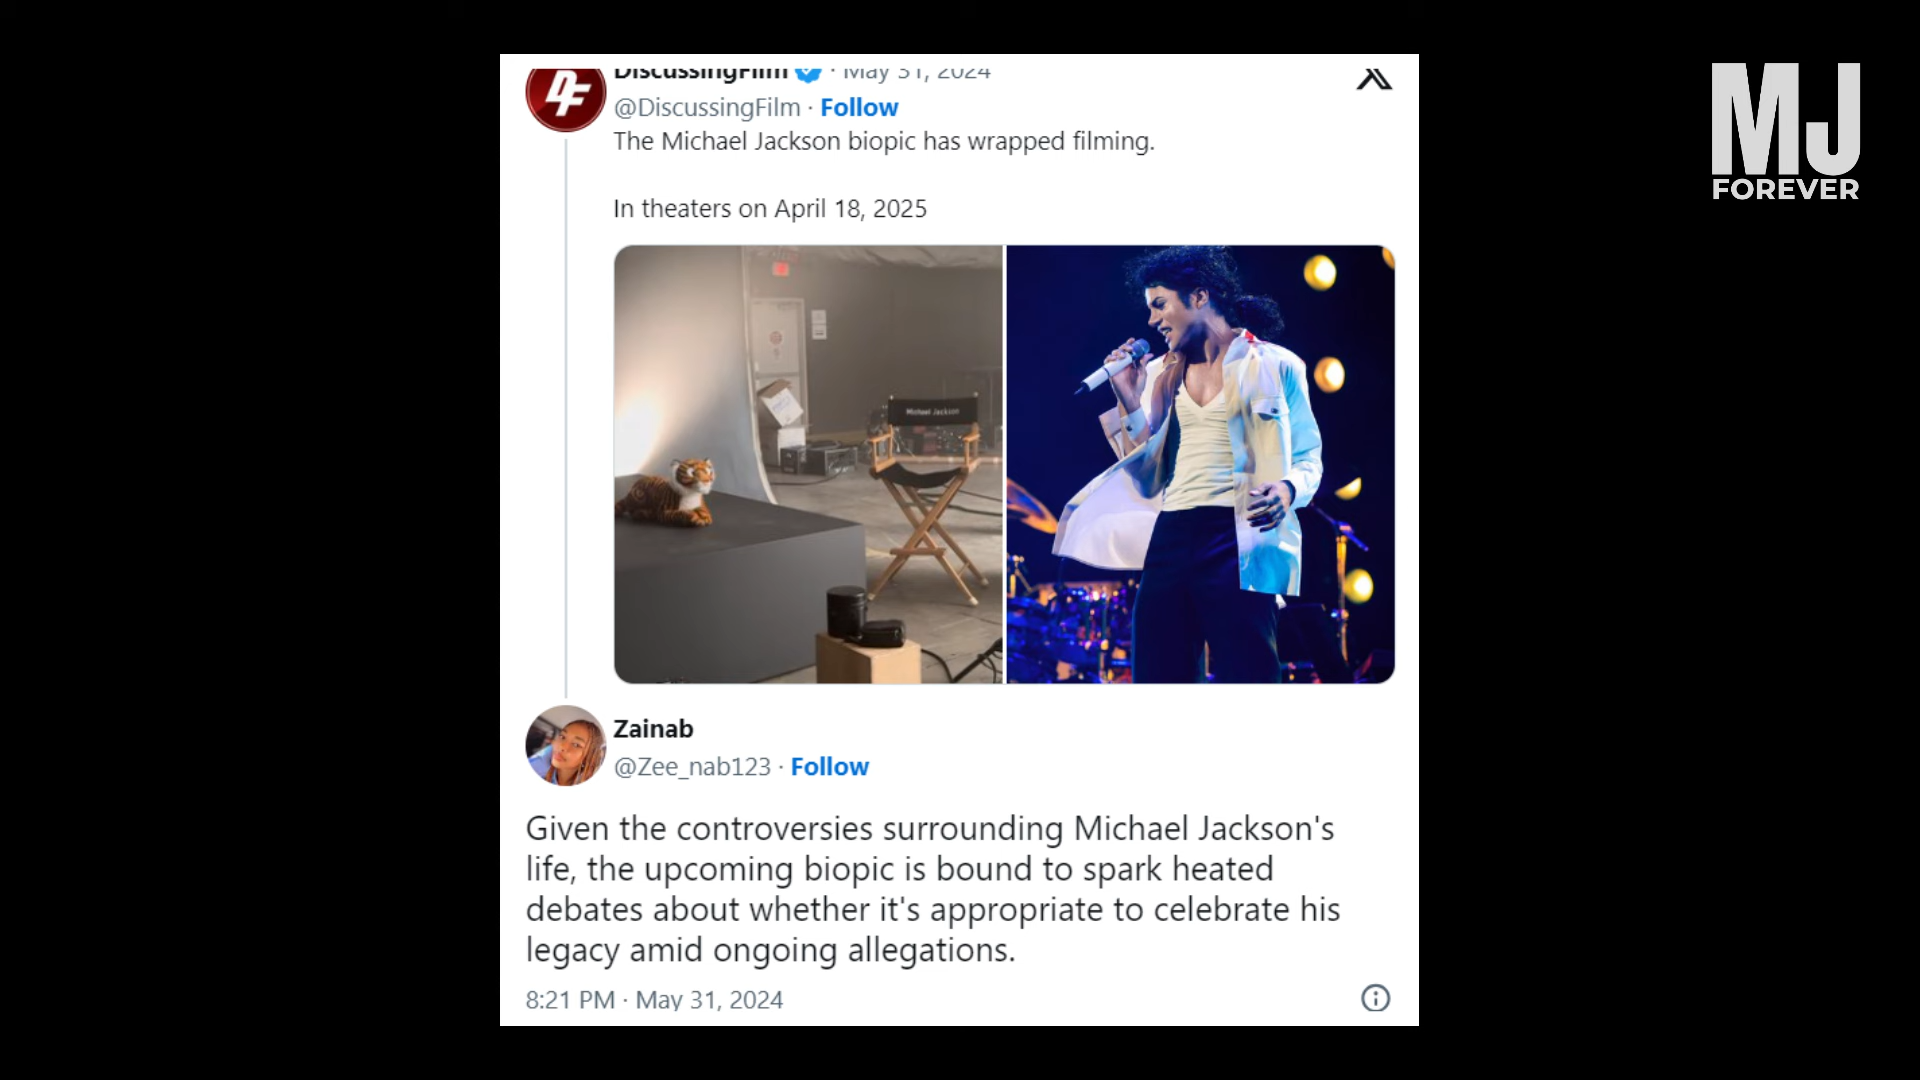 DiscussingFilm · May 31, 2024
@DiscussingFilm · Follow
The Michael Jackson biopic has wrapped filming.
In theaters on April 18, 2025
Michael Jackson
Zainab
@Zee_nab123 · Follow
Given the controversies surrounding Michael Jackson's
life, the upcoming biopic is bound to spark heated
debates about whether it's appropriate to celebrate his
legacy amid ongoing allegations.
8:21 PM · May 31, 2024
MJ
FOREVER